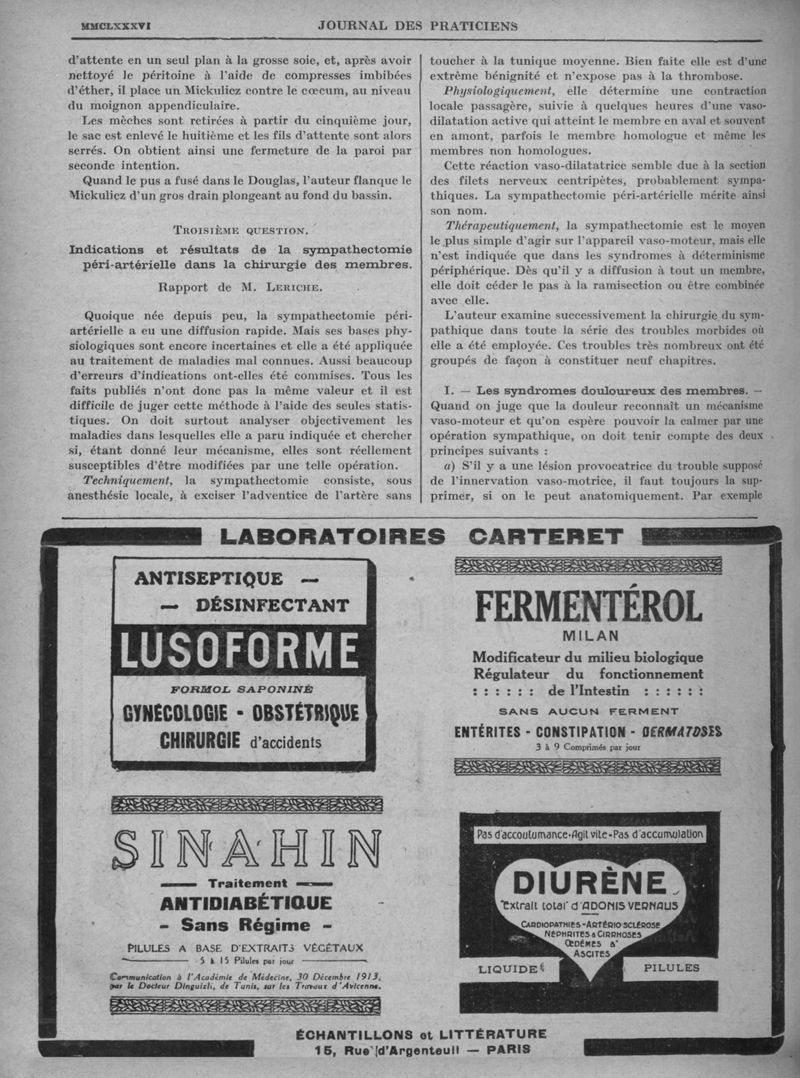 MMCLXXXVI
JOURNAL DES PRATICIENS
d'attente en un seul plan à la grosse soie, et, après avoir
nettoyé le péritoine à l'aide de compresses imbibées
d'éther, il place un Mickulicz contre le cœcum, au niveau
du moignon appendiculaire.
Les mèches sont retirées à partir du cinquième jour,
le sac est enlevé le huitième et les fils d'attente sont alors
serrés. On obtient ainsi une fermeture de la paroi par
seconde intention.
Quand le pus a fusé dans le Douglas, l'auteur flanque le
Mickulicz d'un gros drain plongeant au fond du bassin.
TROISIÈME QUESTION.
Indications et résultats de la sympathectomie
péri-artérielle dans la chirurgie des membres.
Rapport de M. LERICHE.
Quoique née depuis peu, la sympathectomie péri-
artérielle a eu une diffusion rapide. Mais ses bases phy-
siologiques sont encore incertaines et elle a été appliquée
au traitement de maladies mal connues. Aussi beaucoup
d'erreurs d'indications ont-elles été commises. Tous les
faits publiés n'ont donc pas la même valeur et il est
difficile de juger cette méthode à l'aide des seules statis-
tiques. On doit surtout analyser objectivement les
maladies dans lesquelles elle a paru indiquée et chercher
si, étant donné leur mécanisme, elles sont réellement
susceptibles d'être modifiées par une telle opération.
Techniquement, la sympathectomie consiste, sous
anesthésie locale, à exciser l'adventice de l'artère sans
toucher à la tunique moyenne. Bien faite elle est d'une
extrême bénignité et n'expose pas à la thrombose.
Physiologiquement, elle détermine une contraction
locale passagère, suivie à quelques heures d'une vaso-
dilatation active qui atteint le membre en aval et souvent
en amont, parfois le membre homologue et même les
membres non homologues.
Cette réaction vaso-dilatatrice semble due à la section
des filets nerveux centripètes, probablement sympa-
thiques. La sympathectomie péri-artérielle mérite ainsi
son nom.
Thérapeutiquement, la sympathectomie est le moyen
le plus simple d'agir sur l'appareil vaso-moteur, mais elle
n'est indiquée que dans les syndromes à déterminisme
périphérique. Dès qu'il y a diffusion à tout un membre,
elle doit céder le pas à la ramisection ou être combinée
avec elle.
L'auteur examine successivement la chirurgie du sym-
pathique dans toute la série des troubles morbides où
elle a été employée. Ces troubles très nombreux ont été
groupés de façon à constituer neuf chapitres.
I. — Les syndromes douloureux des membres. —
Quand on juge que la douleur reconnaît un mécanisme
vaso-moteur et qu'on espère pouvoir la calmer par une
opération sympathique, on doit tenir compte des deux
principes suivants :
a) S'il y a une lésion provocatrice du trouble supposé
de l'innervation vaso-motrice, il faut toujours la sup-
primer, si on le peut anatomiquement. Par exemple
LABORATOIRES CARTERET
ANTISEPTIQUE —
— DÉSINFECTANT
LUSOFORME
FORMOL SAPONINÉ
GYNÉCOLOGIE - OBSTÉTRIQUE
CHIRURGIE d'accidents
FERMENTÉROL
MILAN
Modificateur du milieu biologique
Régulateur du fonctionnement
: : : : : : de l'Intestin : : : : : :
SANS AUCUN FERMENT
ENTÉRITES - CONSTIPATION - DERMATOSES
3 à 9 Comprimés par jour
SINAHIN
Traitement
ANTIDIABÉTIQUE
- Sans Régime -
PILULES A BASE D'EXTRAITS VÉGÉTAUX
5 à 15 Pilules par jour
Communication à l'Académie de Médecine, 30 Décembre 1913,
par le Docteur Dinguizli, de Tunis, sur les Travaux d'Avicenne.
Pas d'accoutumance-Agit vite-Pas d'accumulation
DIURÈNE
"Extrait total" d'ADONIS VERNALIS
CARDIOPATHIES-ARTÉRIO SCLÉROSE
NÉPHRITES & CIRRHOSES
ŒDÈMES &
ASCITES
LIQUIDE
PILULES
ÉCHANTILLONS et LITTÉRATURE
15, Rue d'Argenteuil — PARIS